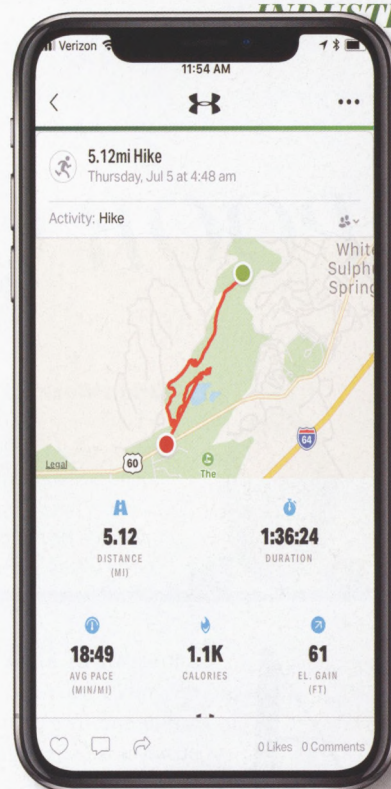 INDUSTR
Verizon
11:54 AM
5.12mi Hike
Thursday, Jul 5 at 4:48 am
Activity: Hike
White
Sulphu
Spring
64
60
Legal
The
5.12
DISTANCE
(MI)
1:36:24
DURATION
18:49
AVG PACE
(MIN/MI)
1.1K
CALORIES
61
EL. GAIN
(FT)
0 Likes 0 Comments